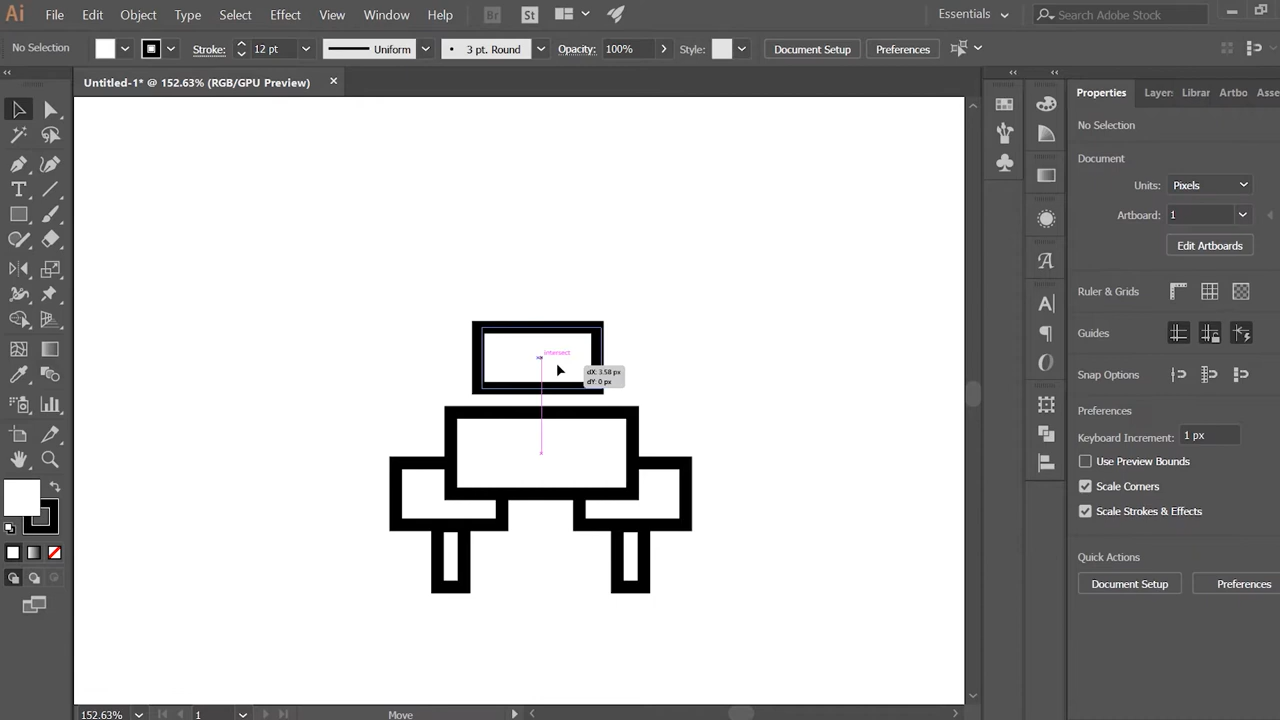 Ai File Edit Object Type Select Effect View Window Help Br St Essentials Search Adobe Stock
No Selection Stroke: 12 pt Uniform 3 pt. Round Opacity: 100% Style: Document Setup Preferences
Untitled-1* @ 152.63% (RGB/GPU Preview)
Properties Layer: Librar Artbo Asse
No Selection
Document
Units: Pixels
Artboard: 1
Edit Artboards
Ruler & Grids
Guides
intersect
dX: 3.58 px
dY: 0 px
Snap Options
Preferences
Keyboard Increment: 1 px
Use Preview Bounds
Scale Corners
Scale Strokes & Effects
Quick Actions
Document Setup Preferences
152.63% 1 Move